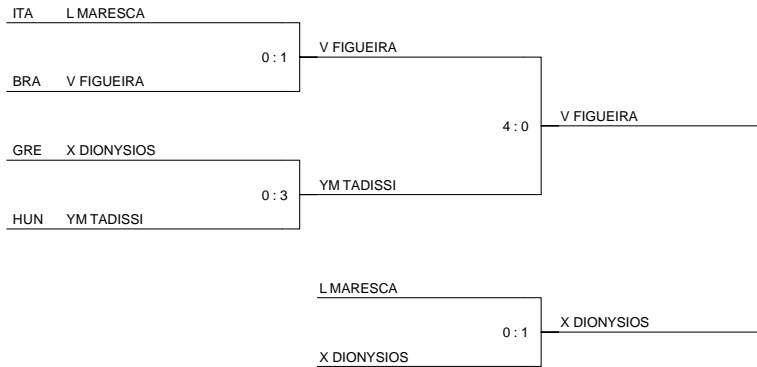 ITA L MARESCA
0 : 1 V FIGUEIRA
BRA V FIGUEIRA
4 : 0 V FIGUEIRA
GRE X DIONYSIOS
0 : 3 YM TADISSI
HUN YM TADISSI
L MARESCA
0 : 1 X DIONYSIOS
X DIONYSIOS